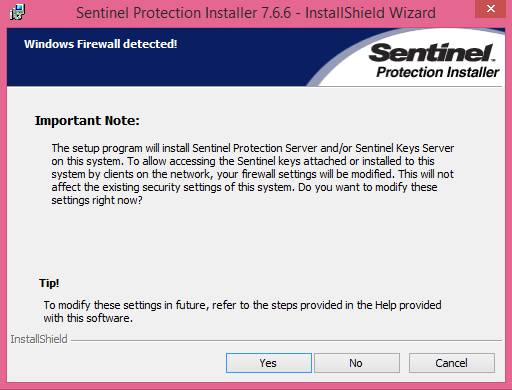 Sentinel Protection Installer 7.6.6 - InstallShield Wizard
Windows Firewall detected!
Sentinel.
Protection Installer
Important Note:
The setup program will install Sentinel Protection Server and/or Sentinel Keys Server
on this system. To allow accessing the Sentinel keys attached or installed to this
system by clients on the network, your firewall settings will be modified. This will not
affect the existing security settings of this system. Do you want to modify these
settings right now?
Tip!
To modify these settings in future, refer to the steps provided in the Help provided
with this software.
InstallShield
Yes
No
Cancel